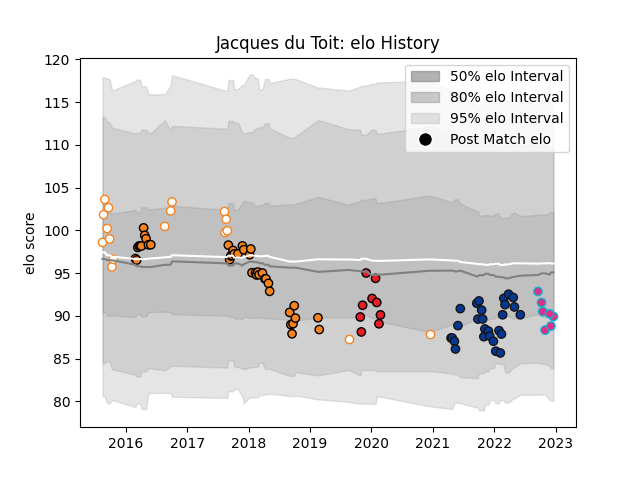 Jacques du Toit: elo History
50% elo Interval
80% elo Interval
95% elo Interval
Post Match elo
elo score
120
115
110
105
100
95
90
85
80
2016 2017 2018 2019 2020 2021 2022 2023